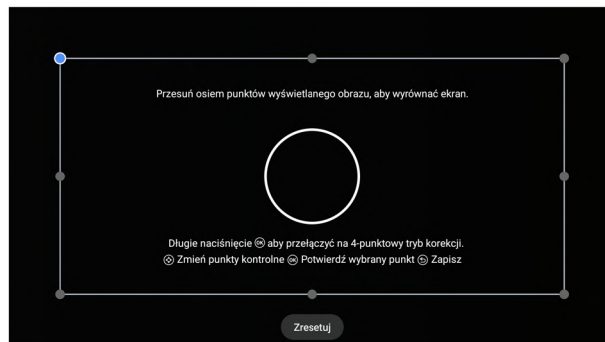 Przesuń osiem punktów wyświetlanego obrazu, aby wyrównać ekran.
Długie naciśnięcie OK aby przełączyć na 4-punktowy tryb korekcji.
Zmień punkty kontrolne OK Potwierdź wybrany punkt Zapisz
Zresetuj